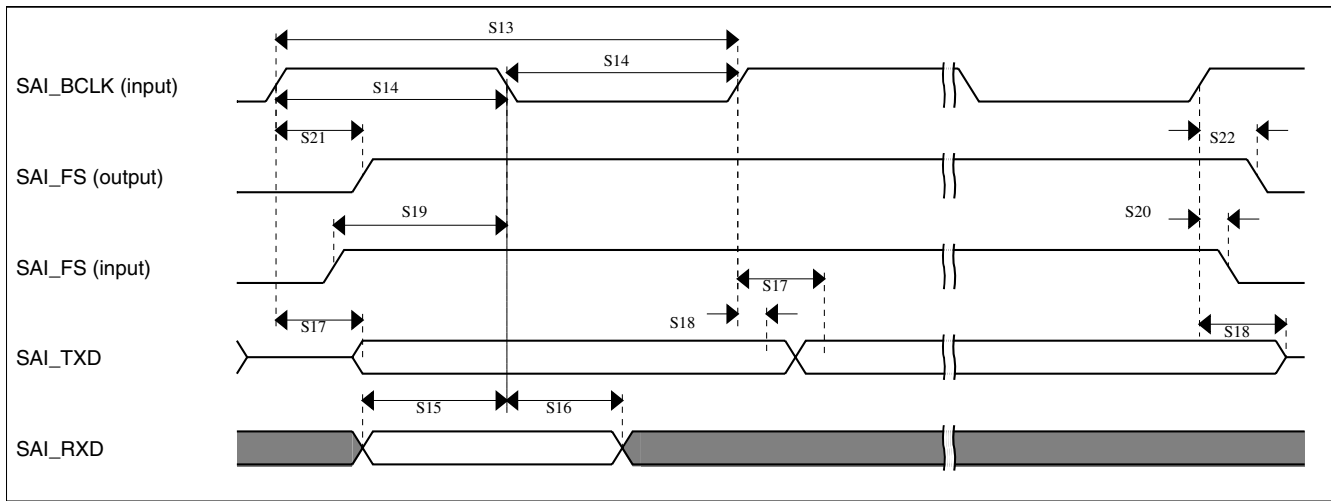 S13
SAI_BCLK (input)
S14
S14
S21
S22
SAI_FS (output)
S19
S20
SAI_FS (input)
S17
S17
S18
S18
SAI_TXD
S15
S16
SAI_RXD